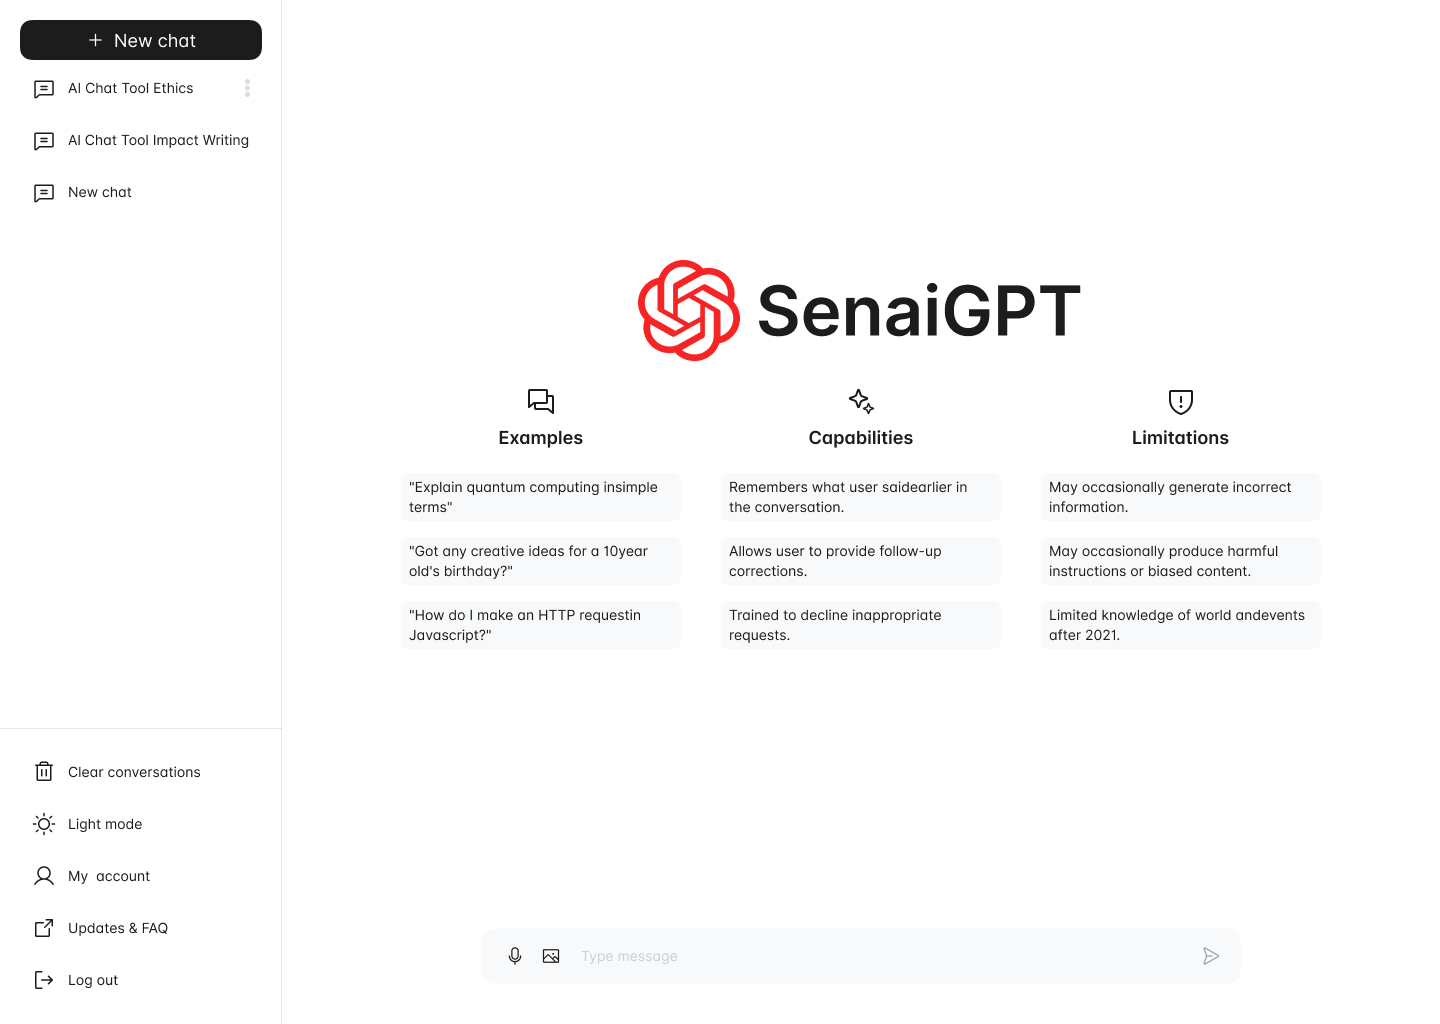 New chat
AI Chat Tool Ethics
AI Chat Tool Impact Writing
New chat
SenaiGPT
Examples
"Explain quantum computing insimple
terms"
"Got any creative ideas for a 10year
old's birthday?"
"How do I make an HTTP requestin
Javascript?"
Capabilities
Remembers what user saidearlier in
the conversation.
Allows user to provide follow-up
corrections.
Trained to decline inappropriate
requests.
Limitations
May occasionally generate incorrect
information.
May occasionally produce harmful
instructions or biased content.
Limited knowledge of world andevents
after 2021.
Clear conversations
Light mode
My  account
Updates & FAQ
Log out
Type message